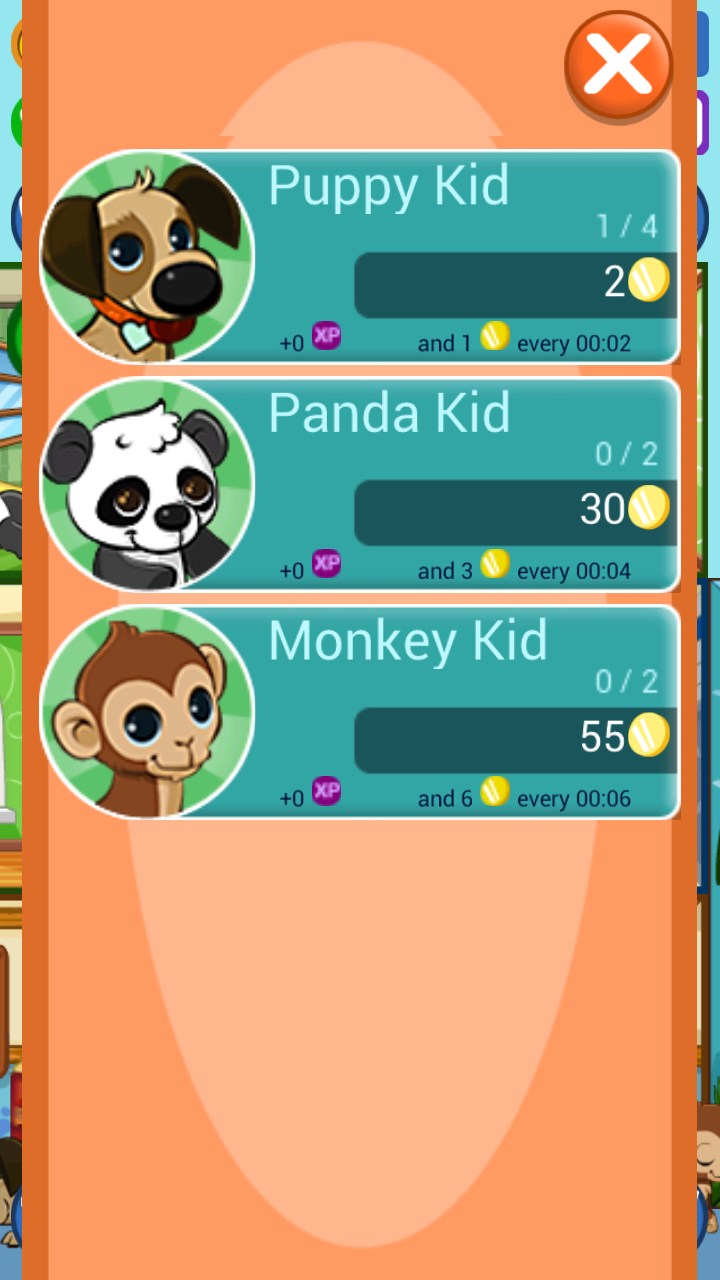 Puppy Kid
1 / 4
2
+0 XP and 1 every 00:02
Panda Kid
0 / 2
30
+0 XP and 3 every 00:04
Monkey Kid
0 / 2
55
+0 XP and 6 every 00:06